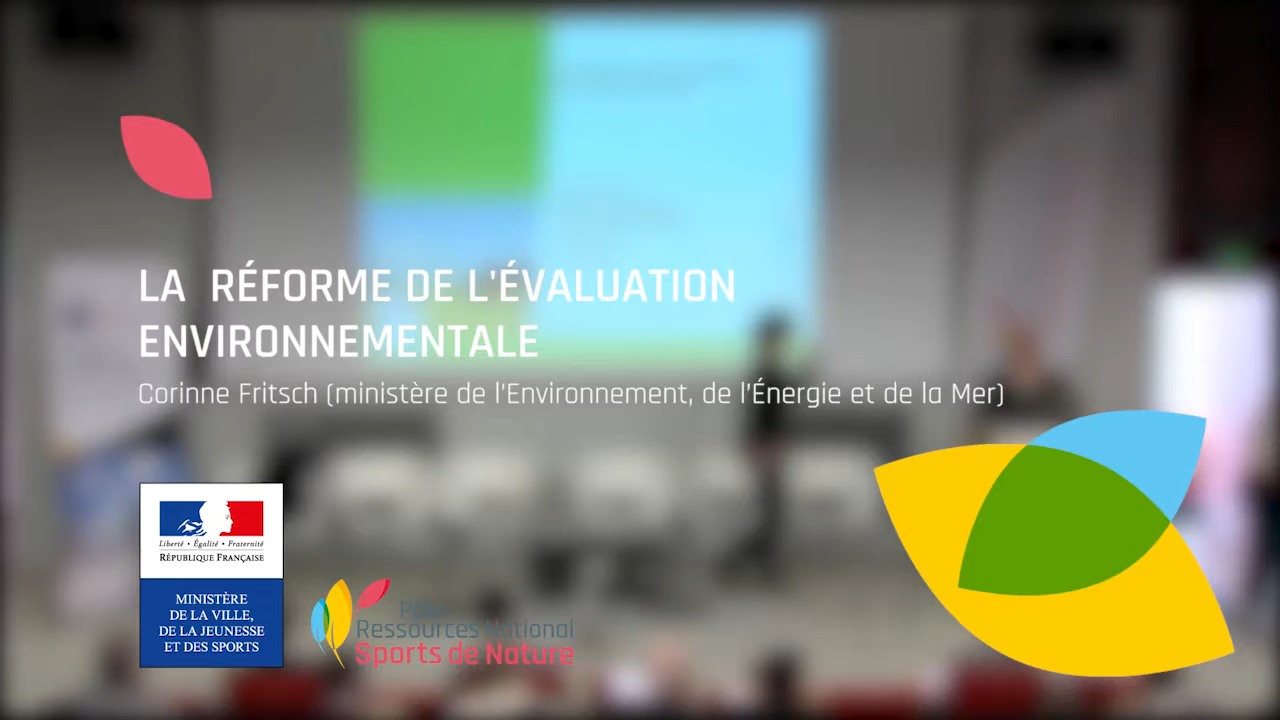 LA  RÉFORME DE L'ÉVALUATION
ENVIRONNEMENTALE
Corinne Fritsch (ministère de l'Environnement, de l'Énergie et de la Mer)
Liberté • Égalité • Fraternité
RÉPUBLIQUE FRANÇAISE
MINISTÈRE
DE LA VILLE,
DE LA JEUNESSE
ET DES SPORTS
Pôle
Ressources National
Sports de Nature